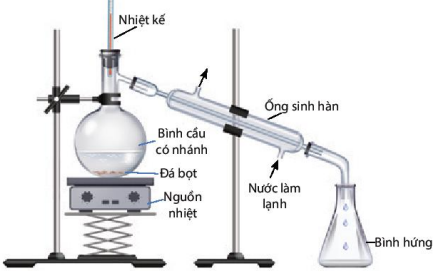 Nhiệt kế
Ống sinh hàn
Bình cầu
có nhánh
Đá bọt
Nguồn
nhiệt
Nước làm
lạnh
Bình hứng